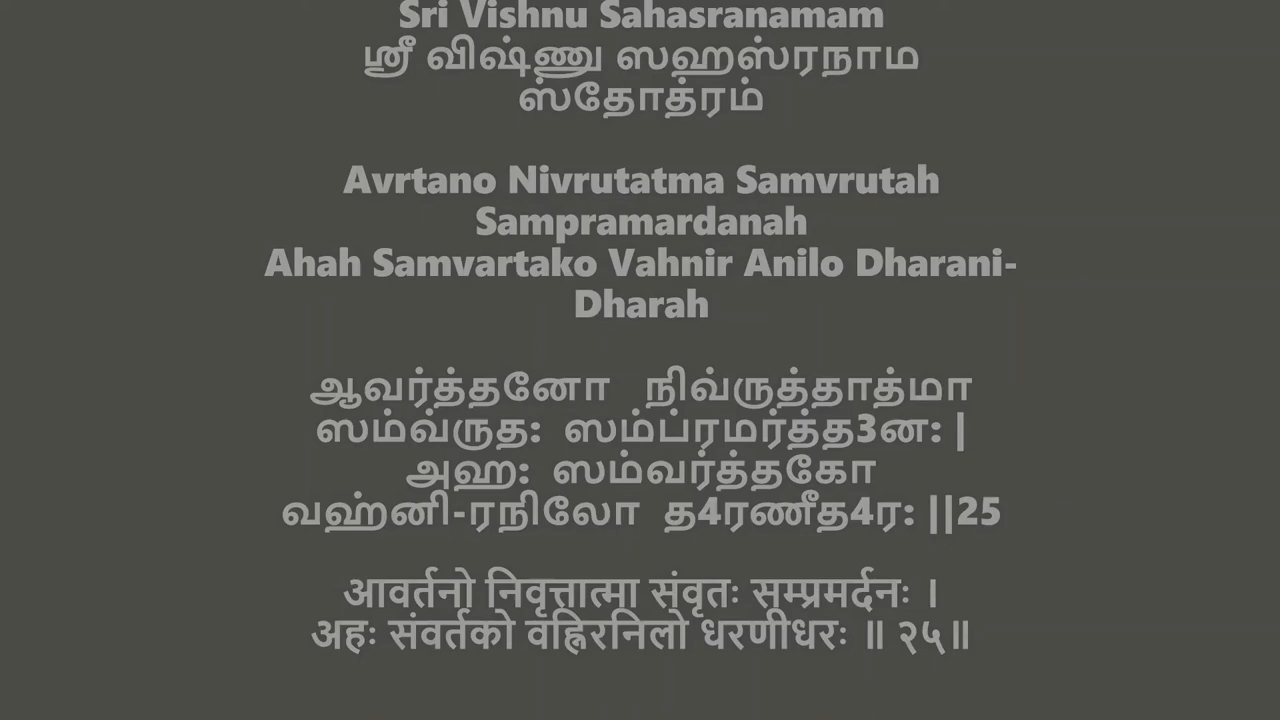 Sri Vishnu Sahasranamam
ஸ்ரீ விஷ்ணு ஸஹஸ்ரநாம
ஸ்தோத்ரம்
Avrtano Nivrutatma Samvrutah
Sampramardanah
Ahah Samvartako Vahnir Anilo Dharani-
Dharah
ஆவர்த்தனோ நிவ்ருத்தாத்மா
ஸம்வ்ருத: ஸம்ப்ரமர்த்த3ன: |
அஹ: ஸம்வர்த்தகோ
வஹ்னி-ரநிலோ த4ரணீத4ர: ||25
आवर्तनो निवृत्तात्मा संवृतः सम्प्रमर्दनः ।
अहः संवर्तको वह्निरनिलो धरणीधरः ॥ २५॥